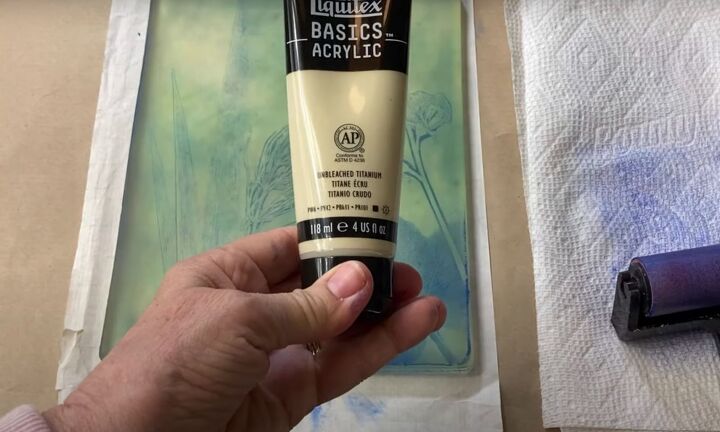 Liquitex
BASICS™
ACRYLIC
AP
Conforms to
ASTM D 4236
UNBLEACHED TITANIUM
TITANE ÉCRU
TITANIO CRUDO
118 ml e 4 US fl oz.